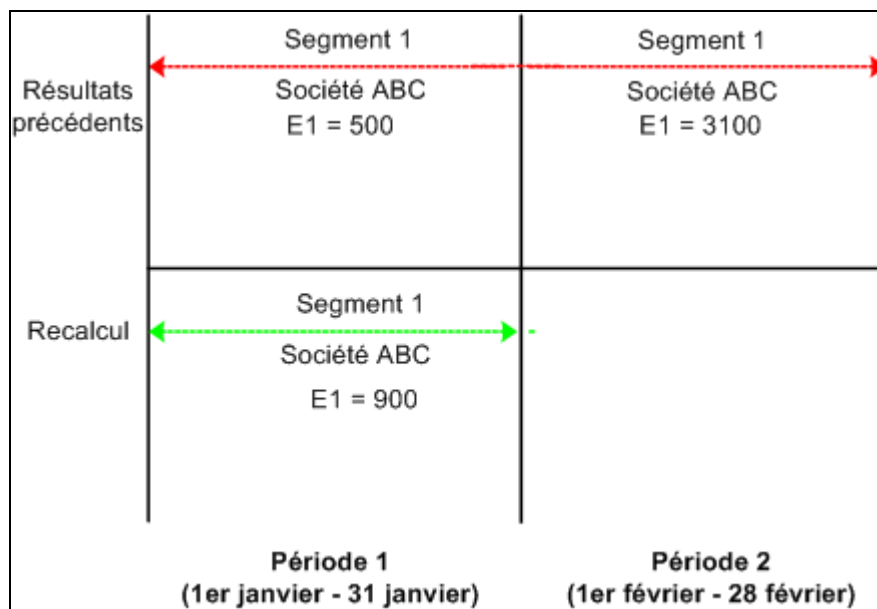 Segment 1
Segment 1
Résultats
précédents
Société ABC
E1 = 500
Société ABC
E1 = 3100
Recalcul
Segment 1
Société ABC
E1 = 900
Période 1
(1er janvier - 31 janvier)
Période 2
(1er février - 28 février)